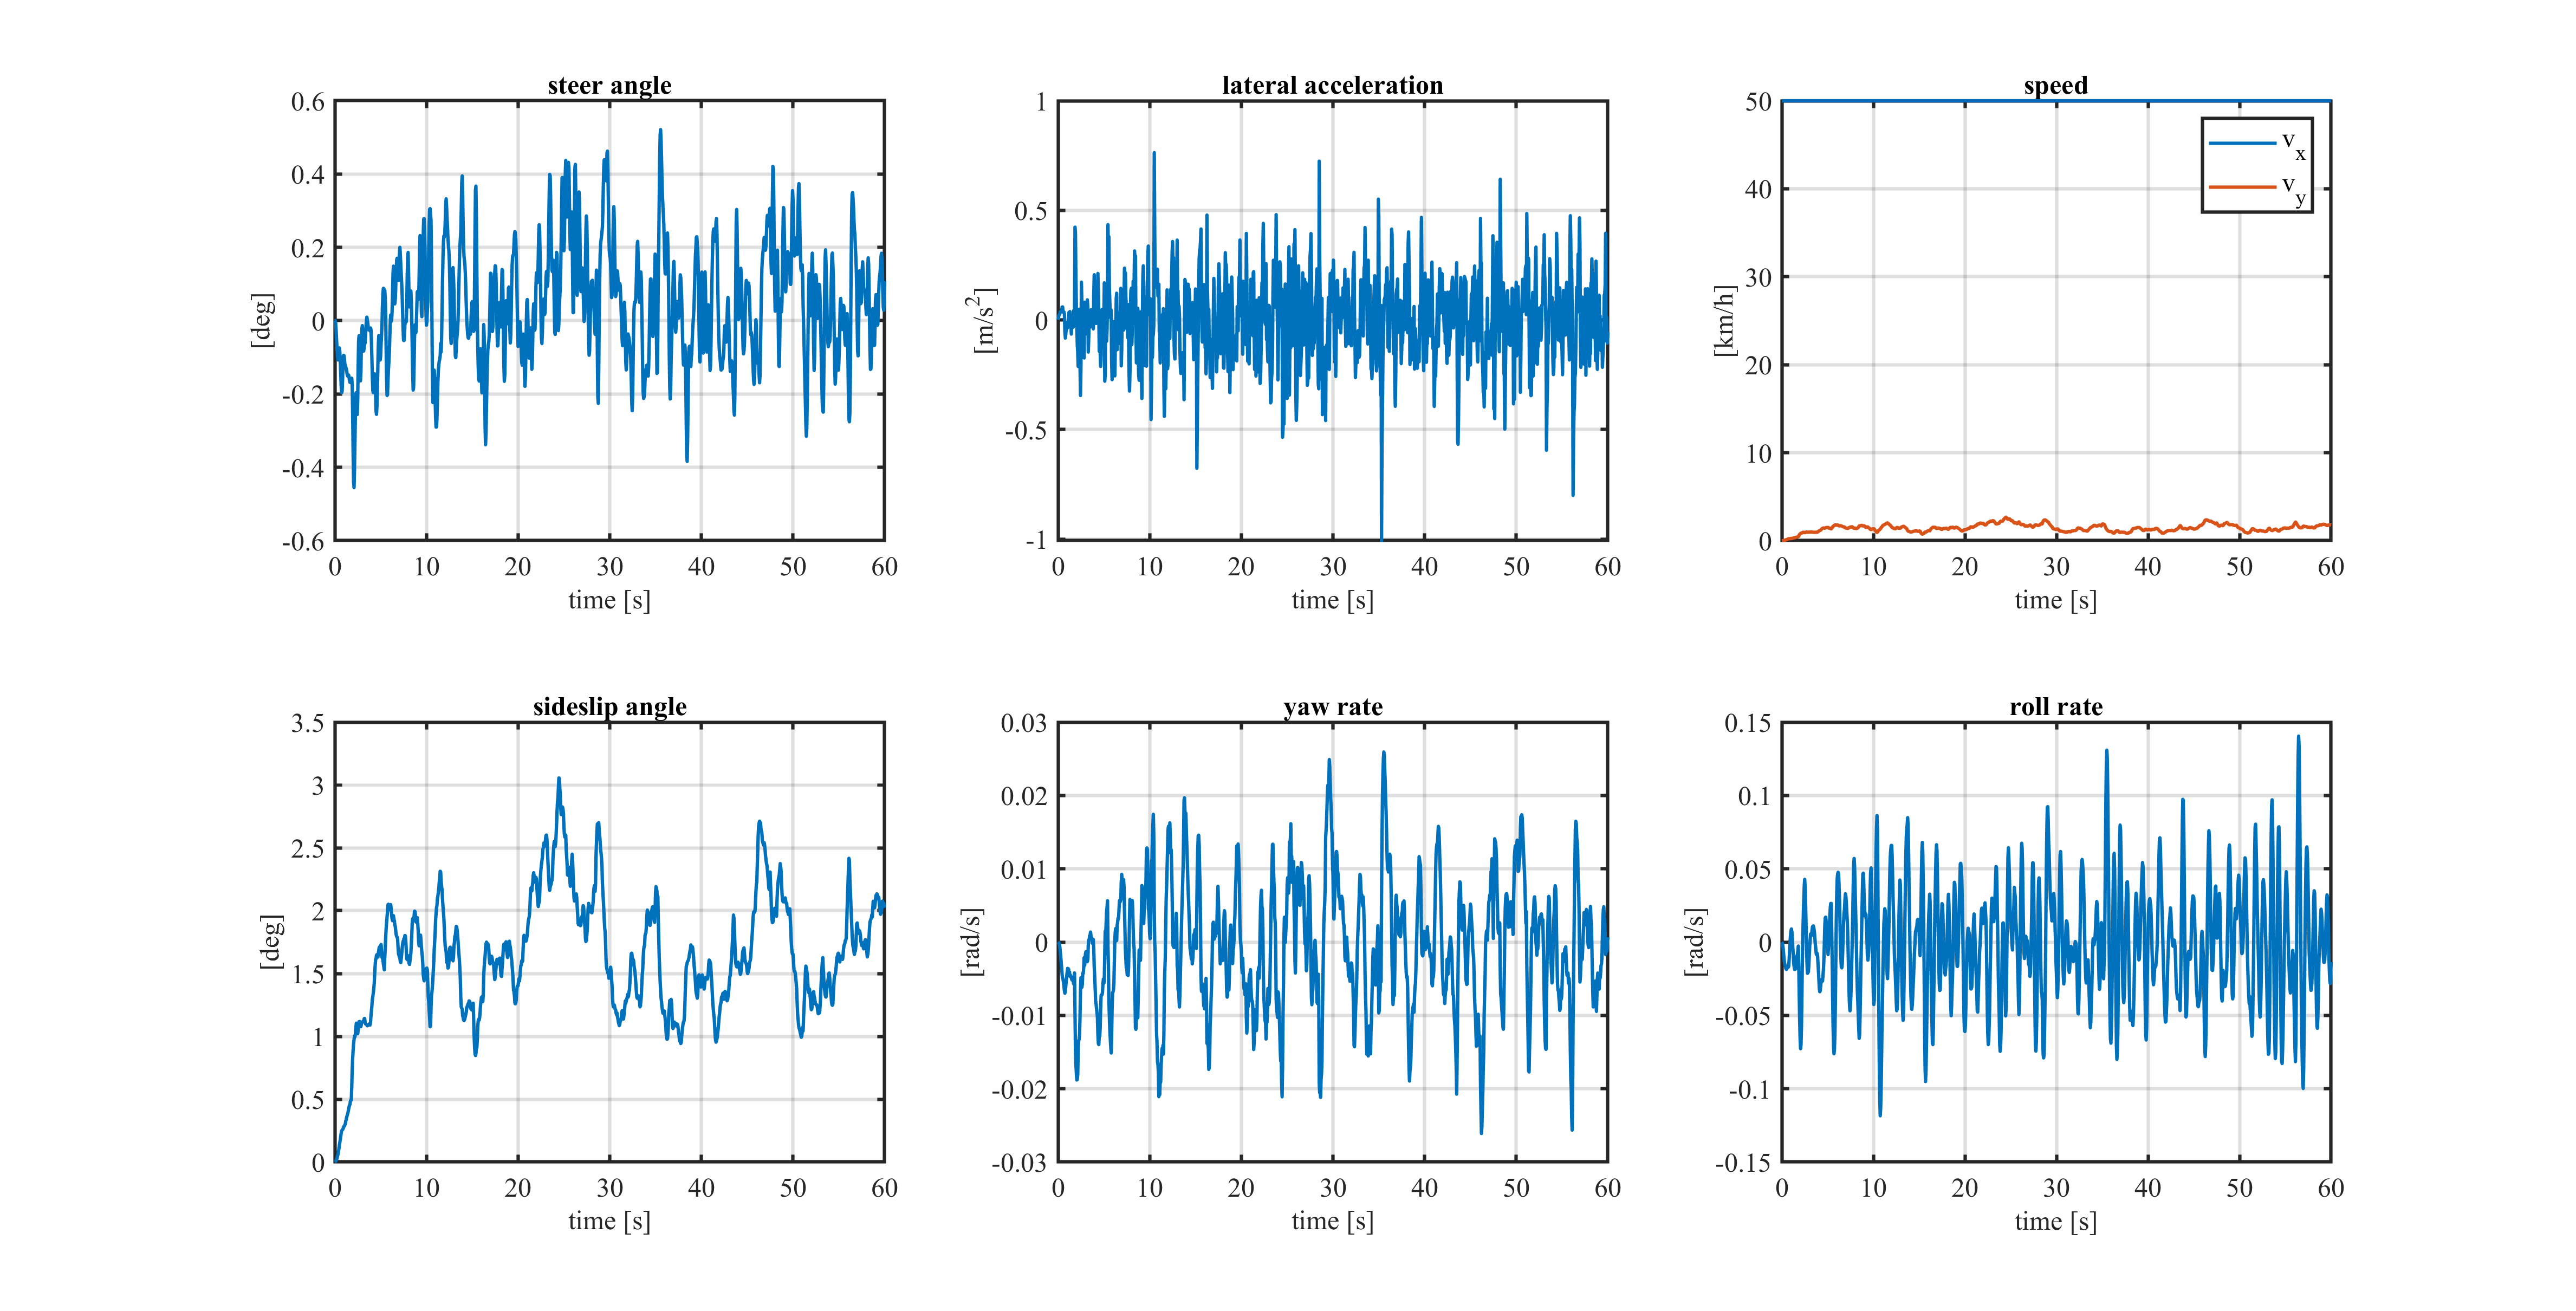 steer angle
0.6
0.4
0.2
0
-0.2
-0.4
-0.6
[deg]
0 10 20 30 40 50 60
time [s]
lateral acceleration
1
0.5
0
-0.5
-1
[m/s²]
0 10 20 30 40 50 60
time [s]
speed
50
40
30
20
10
0
[km/h]
v_x
v_y
0 10 20 30 40 50 60
time [s]
sideslip angle
3.5
3
2.5
2
1.5
1
0.5
0
[deg]
0 10 20 30 40 50 60
time [s]
yaw rate
0.03
0.02
0.01
0
-0.01
-0.02
-0.03
[rad/s]
0 10 20 30 40 50 60
time [s]
roll rate
0.15
0.1
0.05
0
-0.05
-0.1
-0.15
[rad/s]
0 10 20 30 40 50 60
time [s]